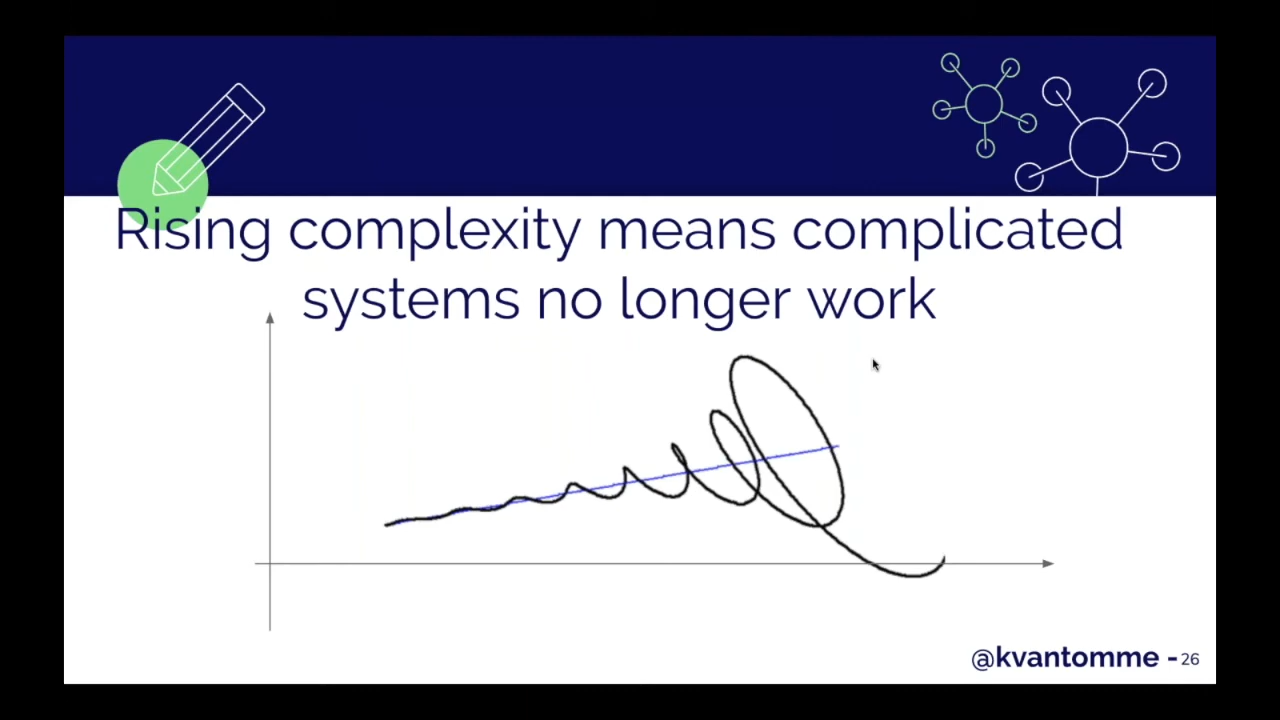 Rising complexity means complicated
systems no longer work
@kvantomme - 26